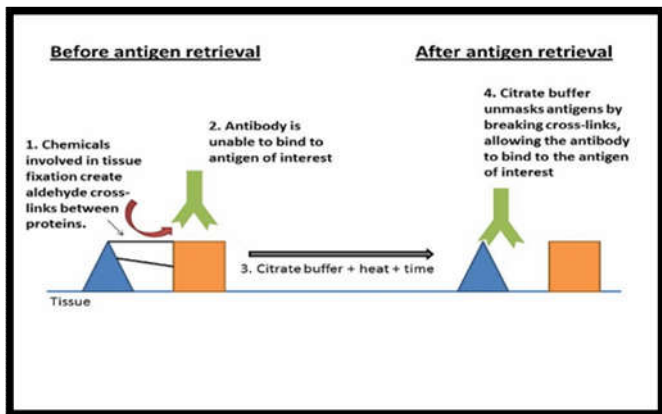 Before antigen retrieval
After antigen retrieval
1. Chemicals
involved in tissue
fixation create
aldehyde cross-
links between
proteins.
2. Antibody is
unable to bind to
antigen of interest
4. Citrate buffer
unmasks antigens by
breaking cross-links,
allowing the antibody
to bind to the antigen
of interest
3. Citrate buffer + heat + time
Tissue